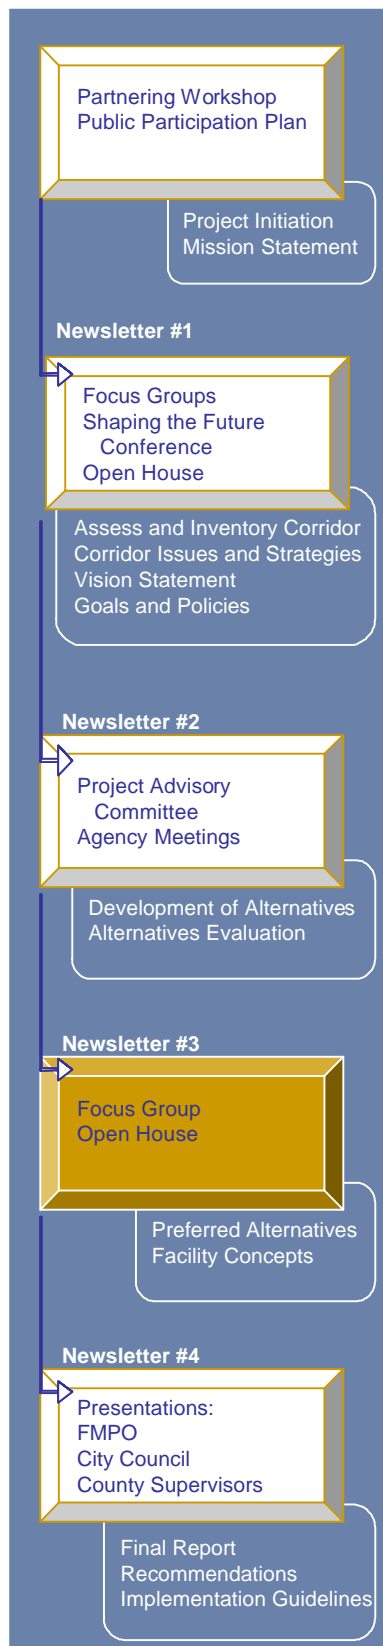 Partnering Workshop
Public Participation Plan
Project Initiation
Mission Statement
Newsletter #1
Focus Groups
Shaping the Future
Conference
Open House
Assess and Inventory Corridor
Corridor Issues and Strategies
Vision Statement
Goals and Policies
Newsletter #2
Project Advisory
Committee
Agency Meetings
Development of Alternatives
Alternatives Evaluation
Newsletter #3
Focus Group
Open House
Preferred Alternatives
Facility Concepts
Newsletter #4
Presentations:
FMPO
City Council
County Supervisors
Final Report
Recommendations
Implementation Guidelines